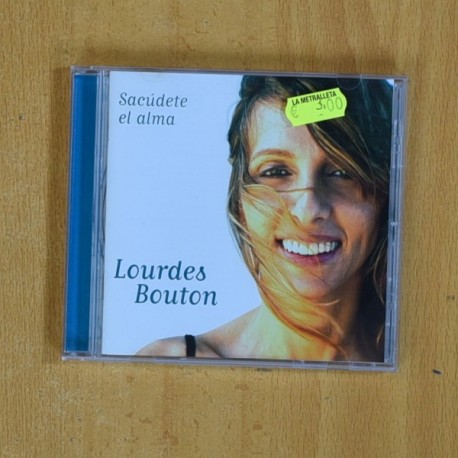 Sacúdete
el alma
LA METRALLETA
€ 3,00
Lourdes
Bouton